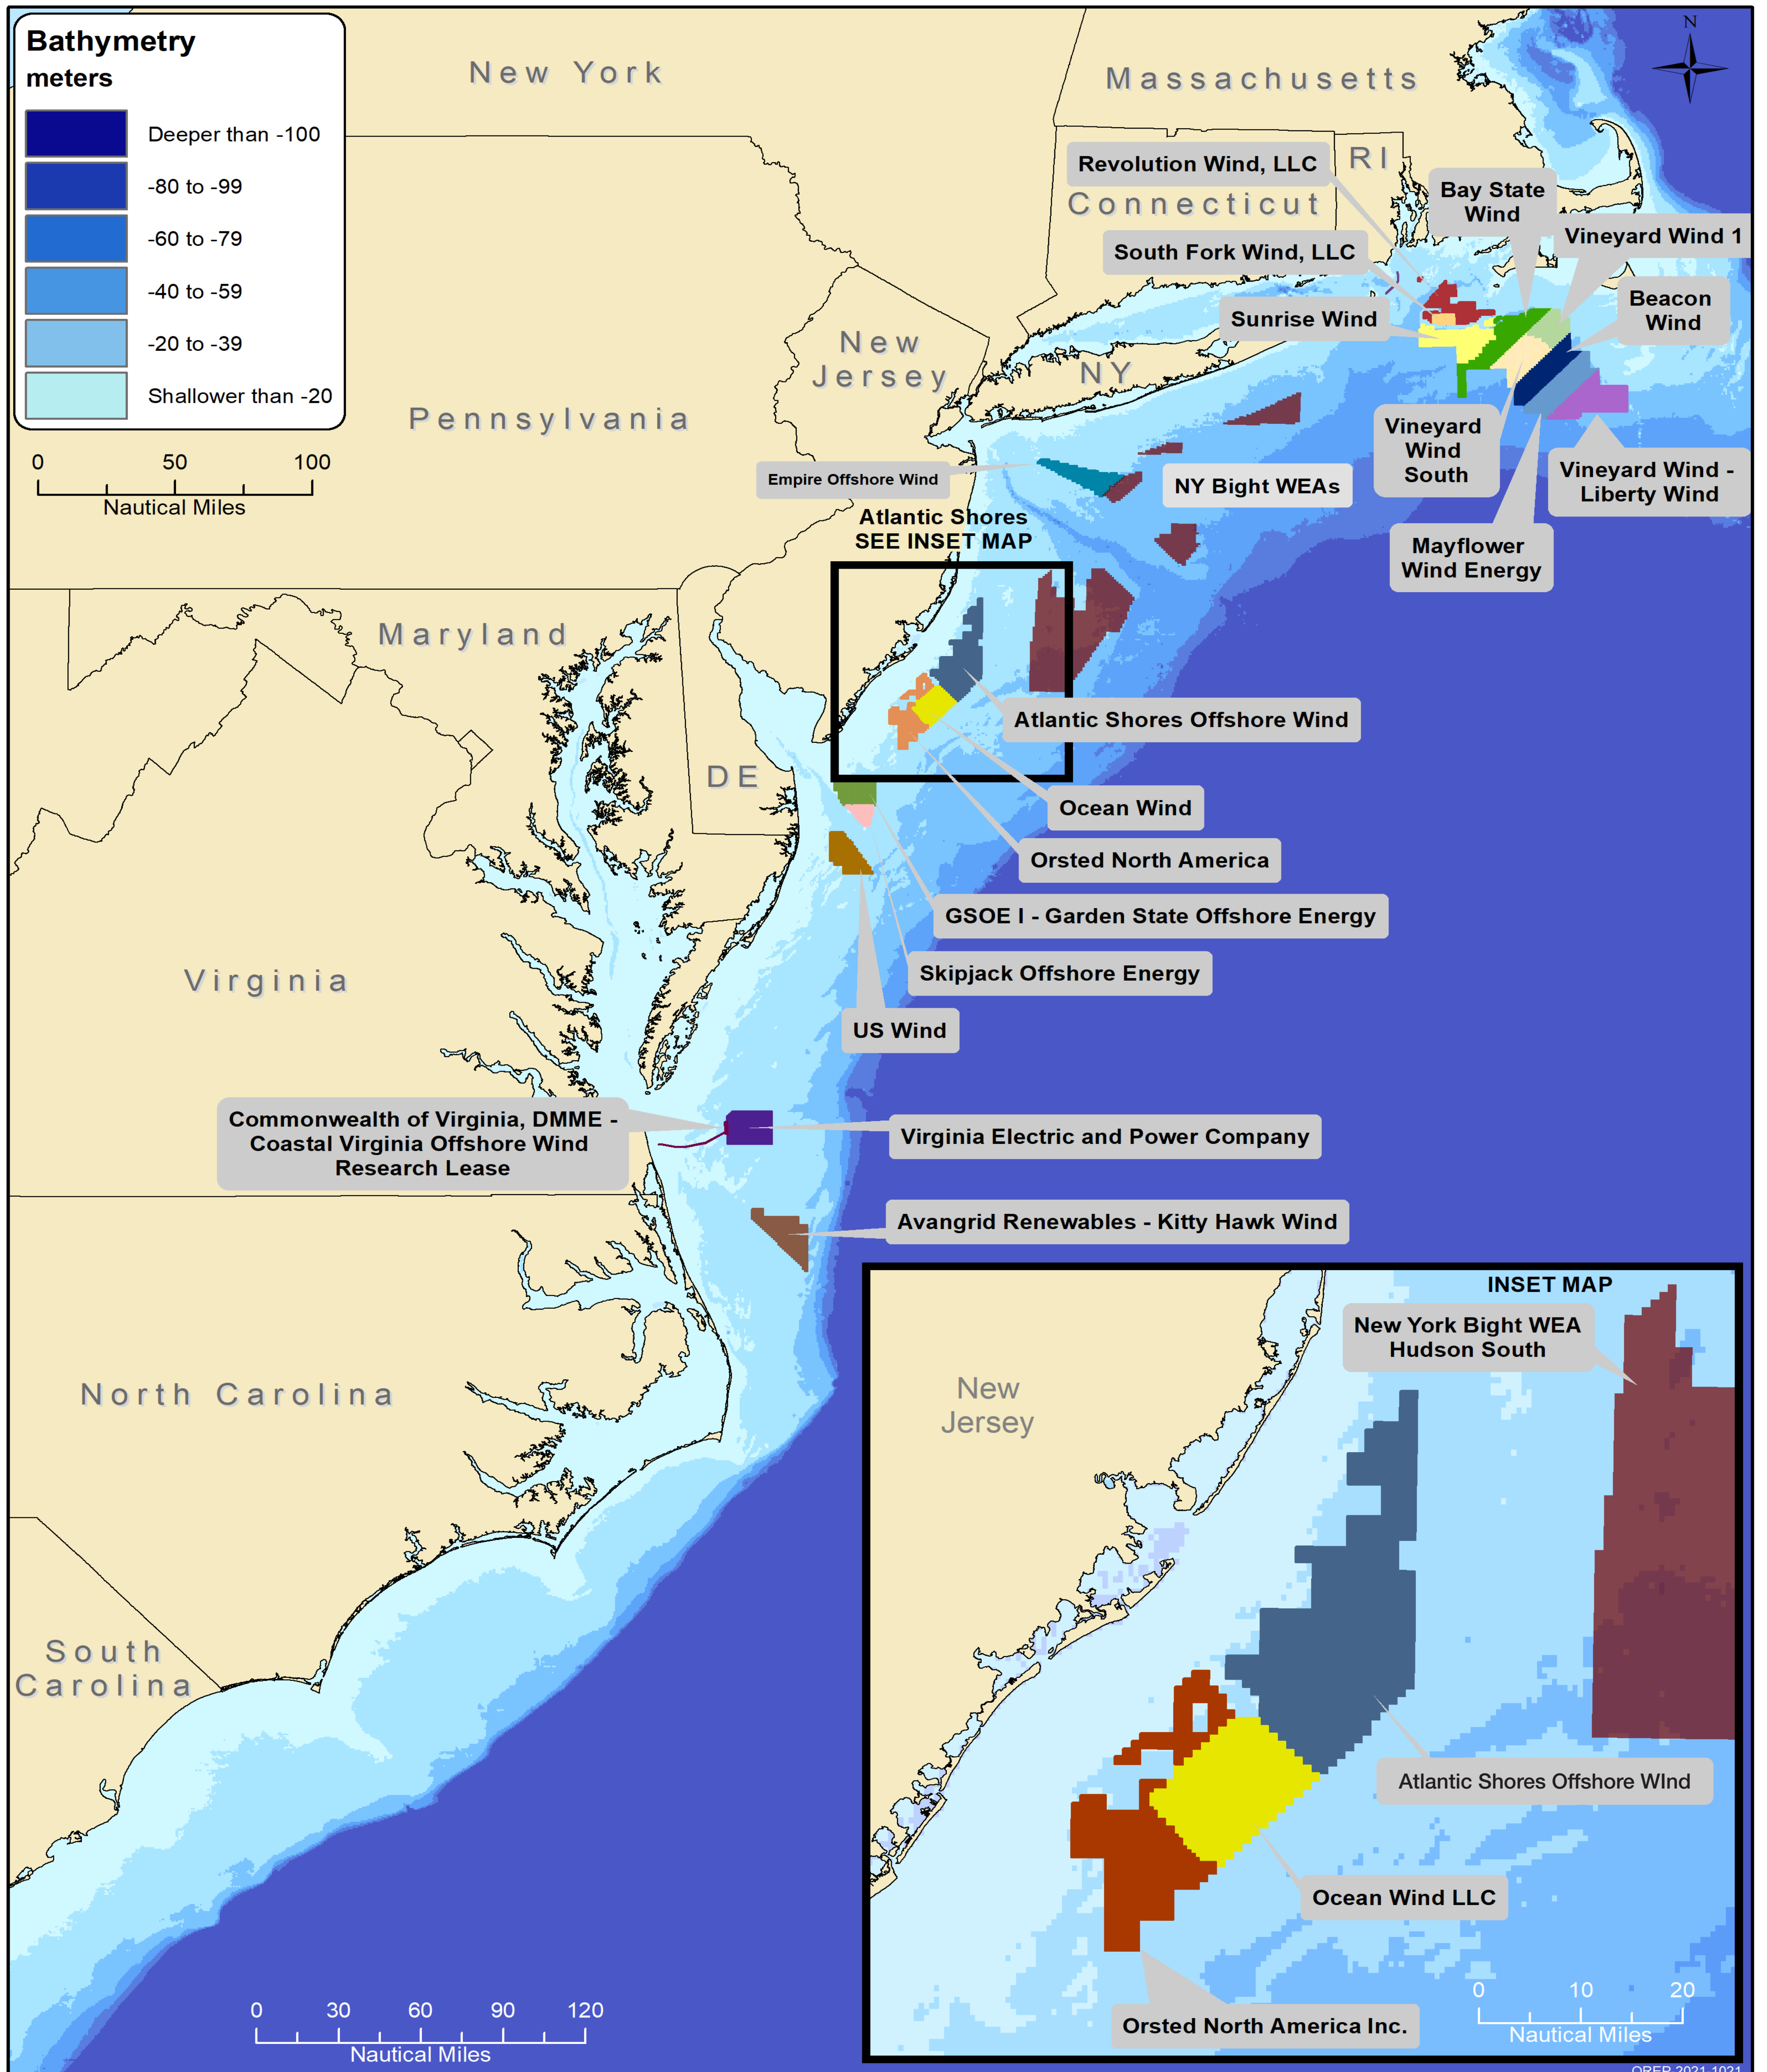 Bathymetry
meters
Deeper than -100
-80 to -99
-60 to -79
-40 to -59
-20 to -39
Shallower than -20
0 50 100
Nautical Miles
N
New York
Massachusetts
RI
Connecticut
Revolution Wind, LLC
South Fork Wind, LLC
Sunrise Wind
Bay State
Wind
Vineyard Wind 1
Beacon
Wind
New
Jersey
NY
Pennsylvania
Vineyard
Wind
South
Vineyard Wind -
Liberty Wind
Mayflower
Wind Energy
Empire Offshore Wind
NY Bight WEAs
Atlantic Shores
SEE INSET MAP
Maryland
DE
Atlantic Shores Offshore Wind
Ocean Wind
Orsted North America
GSOE I - Garden State Offshore Energy
Skipjack Offshore Energy
US Wind
Virginia
Commonwealth of Virginia, DMME -
Coastal Virginia Offshore Wind
Research Lease
Virginia Electric and Power Company
Avangrid Renewables - Kitty Hawk Wind
North Carolina
South
Carolina
0 30 60 90 120
Nautical Miles
INSET MAP
New York Bight WEA
Hudson South
New
Jersey
Atlantic Shores Offshore WInd
Ocean Wind LLC
Orsted North America Inc.
0 10 20
Nautical Miles
OREP 2021-1021